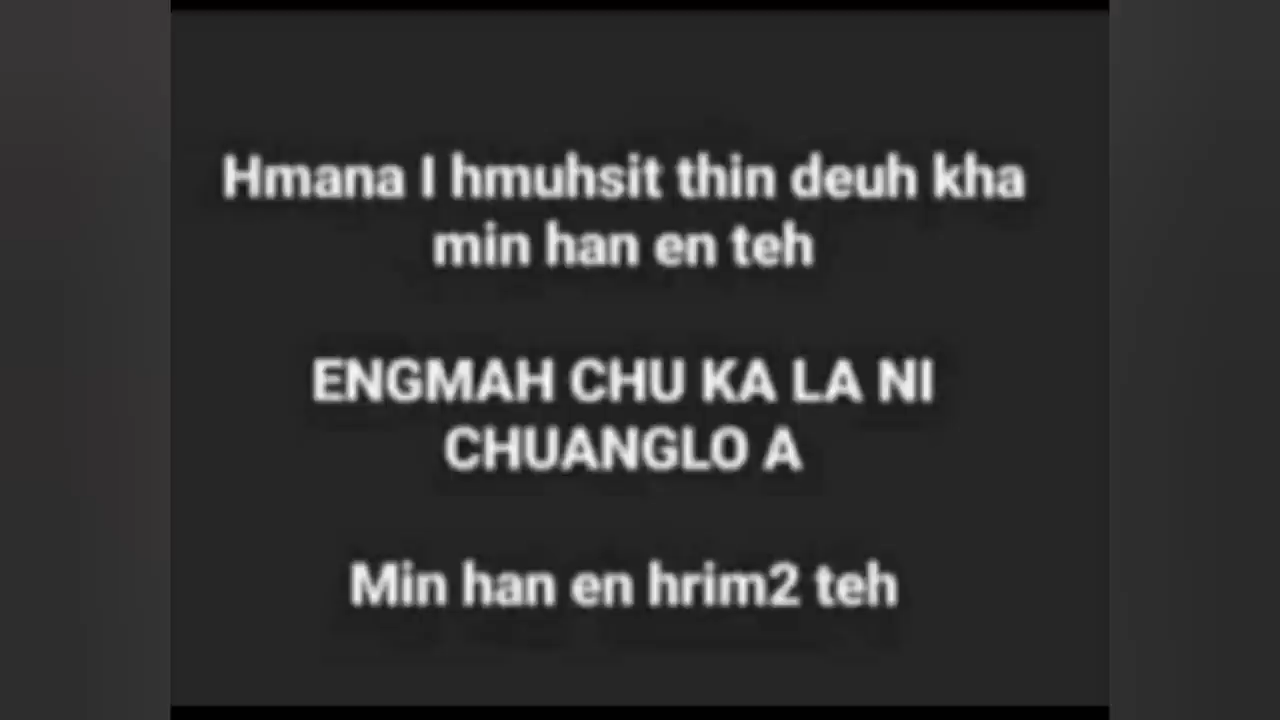 Hmana I hmuhsit thin deuh kha
min han en teh
ENGMAH CHU KA LA NI
CHUANGLO A
Min han en hrim2 teh